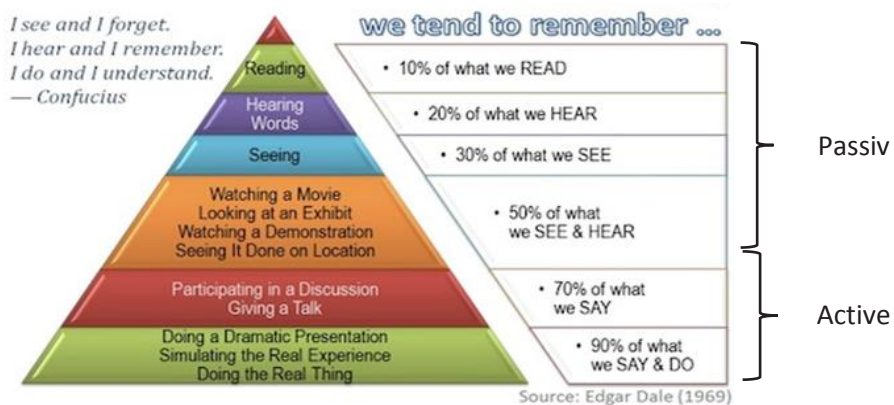 I see and I forget.
I hear and I remember.
I do and I understand.
— Confucius
we tend to remember ...
Reading
• 10% of what we READ
Hearing
Words
• 20% of what we HEAR
Seeing
• 30% of what we SEE
Passiv
Watching a Movie
Looking at an Exhibit
Watching a Demonstration
Seeing It Done on Location
• 50% of what
we SEE & HEAR
Participating in a Discussion
Giving a Talk
• 70% of what
we SAY
Active
Doing a Dramatic Presentation
Simulating the Real Experience
Doing the Real Thing
• 90% of what
we SAY & DO
Source: Edgar Dale (1969)